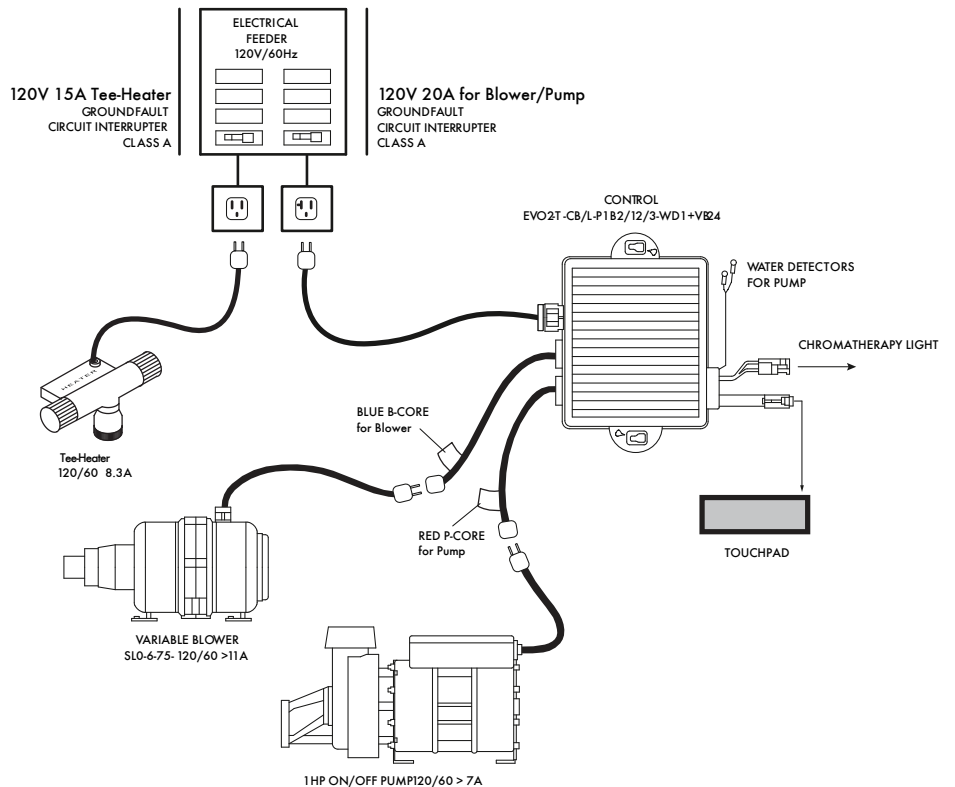 ELECTRICAL
FEEDER
120V/60Hz
120V 15A Tee-Heater
GROUNDFAULT
CIRCUIT INTERRUPTER
CLASS A
120V 20A for Blower/Pump
GROUNDFAULT
CIRCUIT INTERRUPTER
CLASS A
CONTROL
EVO2-T -CB/L-P1B2/12/3-WD1+VB24
WATER DETECTORS
FOR PUMP
CHROMATHERAPY LIGHT
HEATER
Tee-Heater
120/60 8.3A
BLUE B-CORE
for Blower
RED P-CORE
for Pump
TOUCHPAD
VARIABLE BLOWER
SL0-6-75- 120/60 >11A
1HP ON/OFF PUMP120/60 > 7A